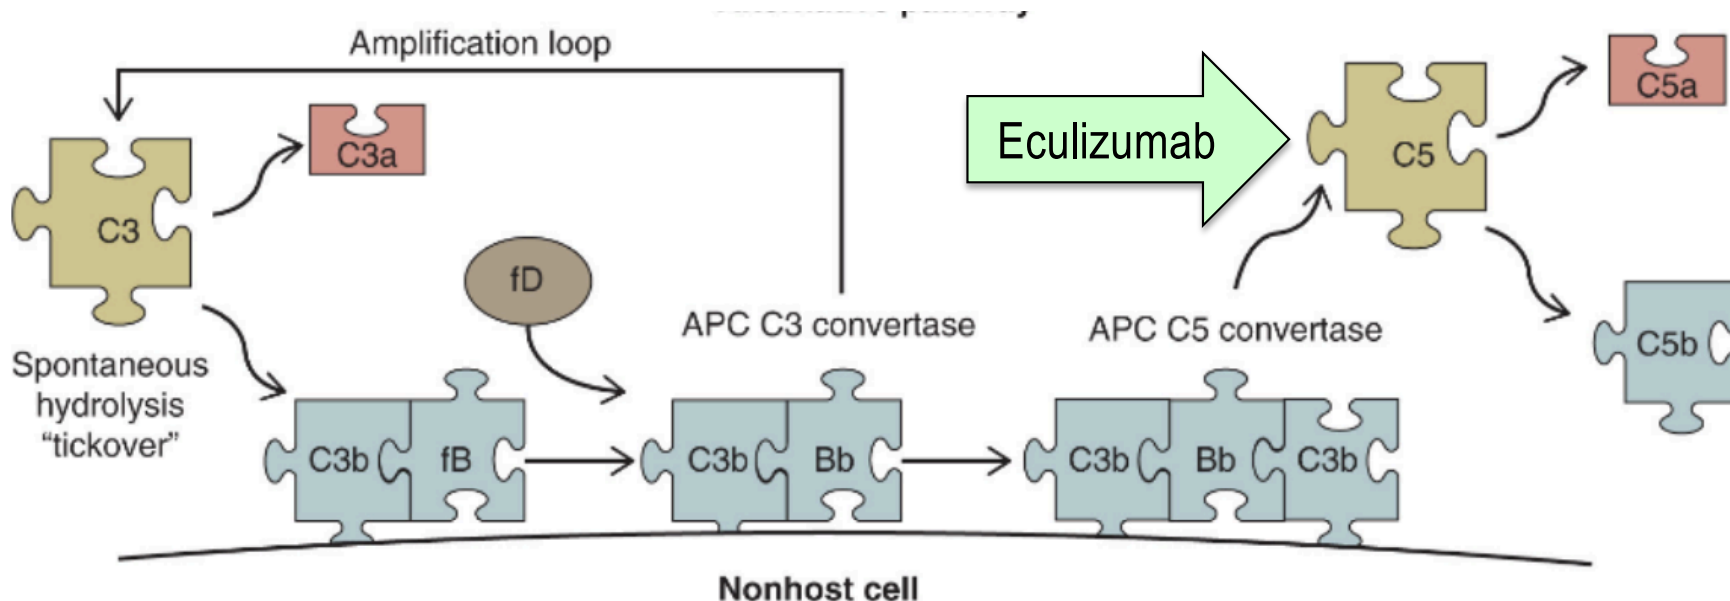 Amplification loop
Eculizumab
C5a
C3a
C5
C3
fD
APC C3 convertase
APC C5 convertase
C5b
Spontaneous
hydrolysis
“tickover”
C3b
fB
C3b
Bb
C3b
Bb
C3b
Nonhost cell